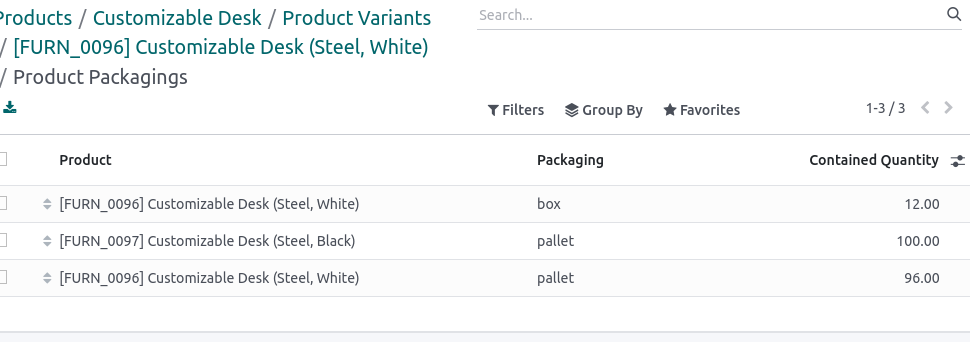 Products / Customizable Desk / Product Variants
/ [FURN_0096] Customizable Desk (Steel, White)
/ Product Packagings
Search...
Filters Group By Favorites 1-3 / 3
Product Packaging Contained Quantity
[FURN_0096] Customizable Desk (Steel, White) box 12.00
[FURN_0097] Customizable Desk (Steel, Black) pallet 100.00
[FURN_0096] Customizable Desk (Steel, White) pallet 96.00